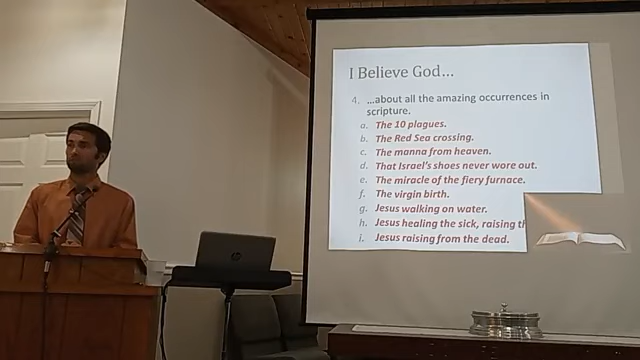 I Believe God...
4. ...about all the amazing occurrences in
scripture.
a. The 10 plagues.
b. The Red Sea crossing.
c. The manna from heaven.
d. That Israel's shoes never wore out.
e. The miracle of the fiery furnace.
f. The virgin birth.
g. Jesus walking on water.
h. Jesus healing the sick, raising th
i. Jesus raising from the dead.
hp